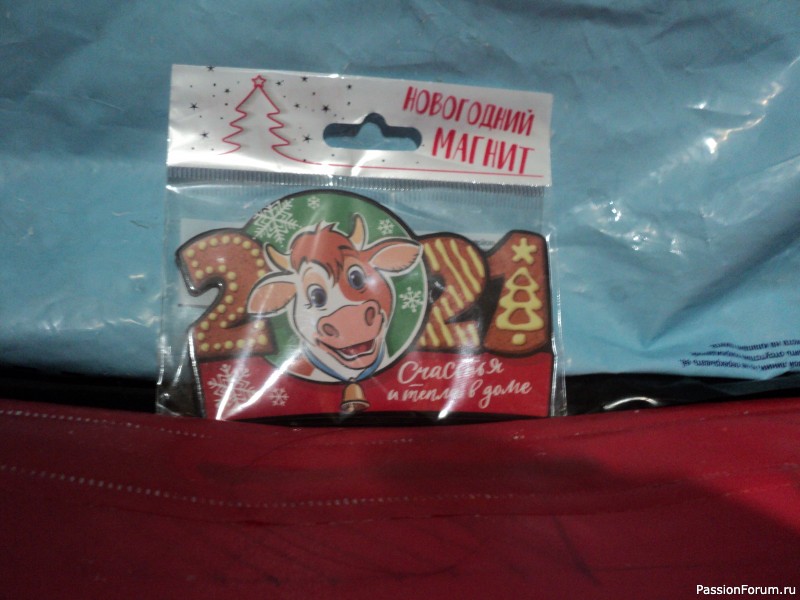 НОВОГОДНИЙ
МАГНИТ
2021
Счастья
и тепла в доме
PassionForum.ru